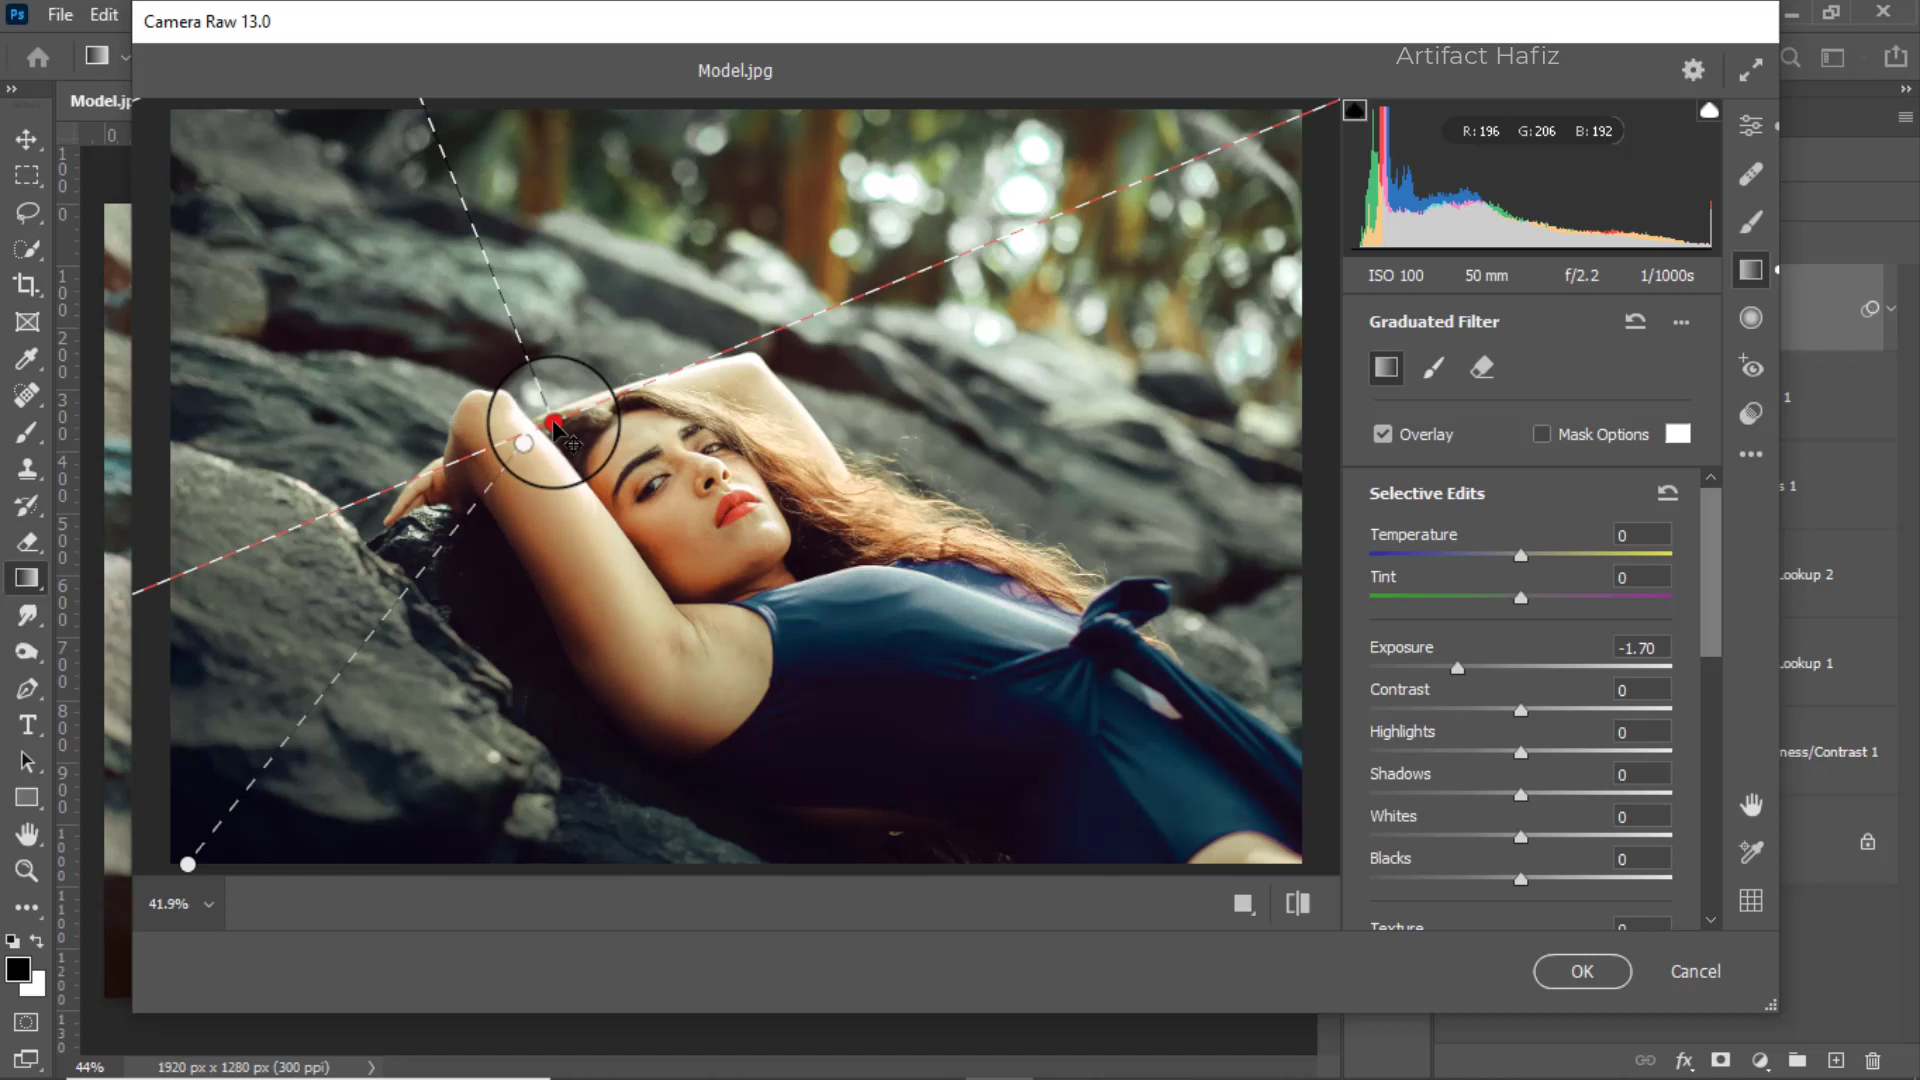 Ps File Edit
Camera Raw 13.0
Artifact Hafiz
Model.jpg
Model.jp
R: 196 G: 206 B: 192
ISO 100 50 mm f/2.2 1/1000s
Graduated Filter
Overlay Mask Options
Selective Edits
Temperature 0
Tint 0
Exposure -1.70
Contrast 0
Highlights 0
Shadows 0
Whites 0
Blacks 0
Texture 0
1
s 1
Lookup 2
Lookup 1
ness/Contrast 1
41.9%
OK Cancel
44% 1920 px x 1280 px (300 ppi)
fx